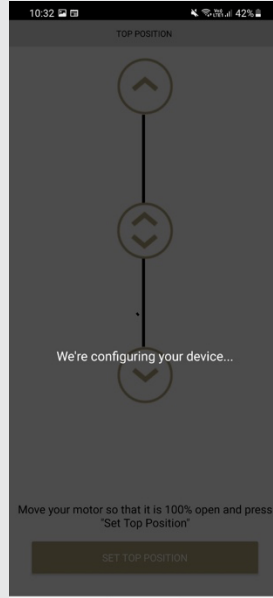 10:32 42%
TOP POSITION
We're configuring your device...
Move your motor so that it is 100% open and press
"Set Top Position"
SET TOP POSITION